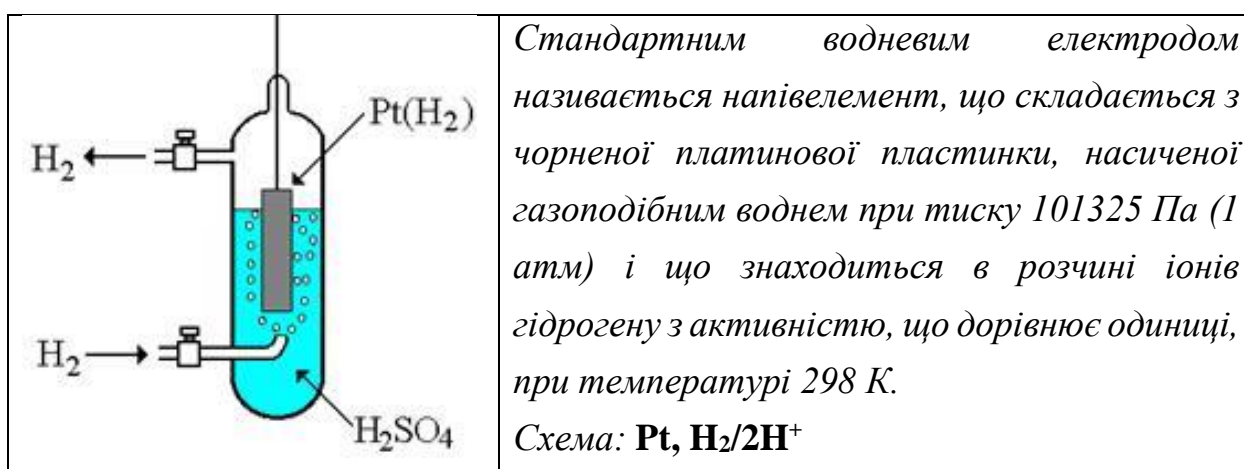 Pt(H₂)
H₂
H₂
H₂SO₄
Стандартним водневим електродом
називається напівелемент, що складається з
чорненої платинової пластинки, насиченої
газоподібним воднем при тиску 101325 Па (1
атм) і що знаходиться в розчині іонів
гідрогену з активністю, що дорівнює одиниці,
при температурі 298 К.
Схема: Pt, H₂/2H⁺